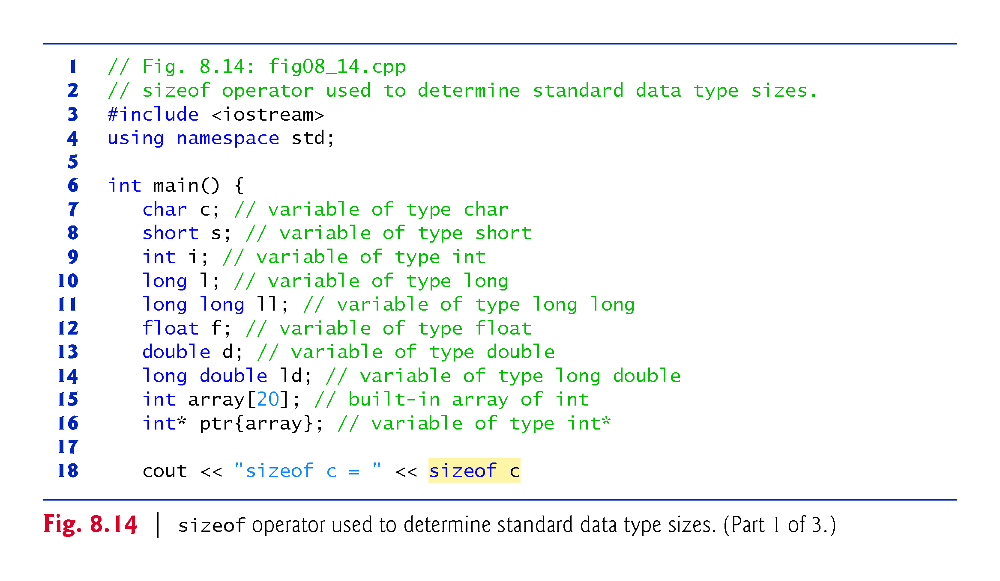 1 // Fig. 8.14: fig08_14.cpp
2 // sizeof operator used to determine standard data type sizes.
3 #include <iostream>
4 using namespace std;
5
6 int main() {
7    char c; // variable of type char
8    short s; // variable of type short
9    int i; // variable of type int
10    long l; // variable of type long
11    long long ll; // variable of type long long
12    float f; // variable of type float
13    double d; // variable of type double
14    long double ld; // variable of type long double
15    int array[20]; // built-in array of int
16    int* ptr{array}; // variable of type int*
17
18    cout << "sizeof c = " << sizeof c
Fig. 8.14 | sizeof operator used to determine standard data type sizes. (Part 1 of 3.)